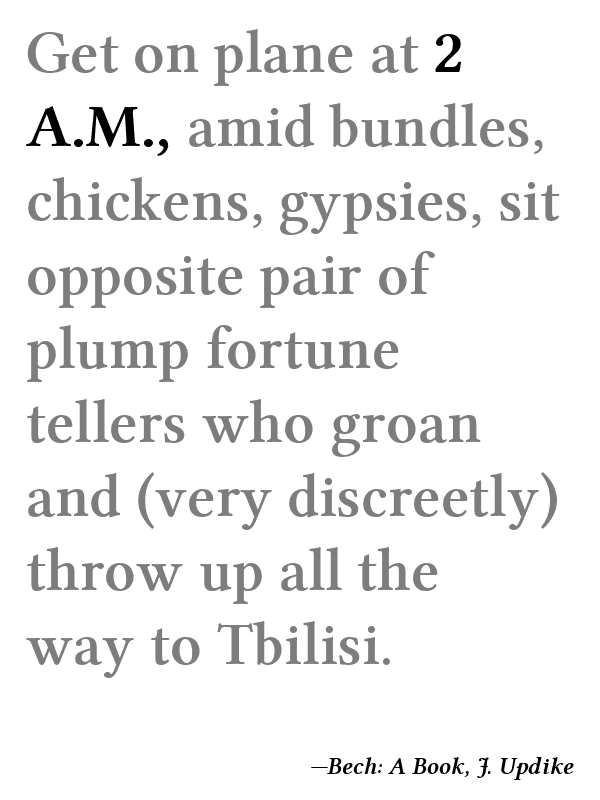 Get on plane at 2
A.M., amid bundles,
chickens, gypsies, sit
opposite pair of
plump fortune
tellers who groan
and (very discreetly)
throw up all the
way to Tbilisi.
—Bech: A Book, J. Updike